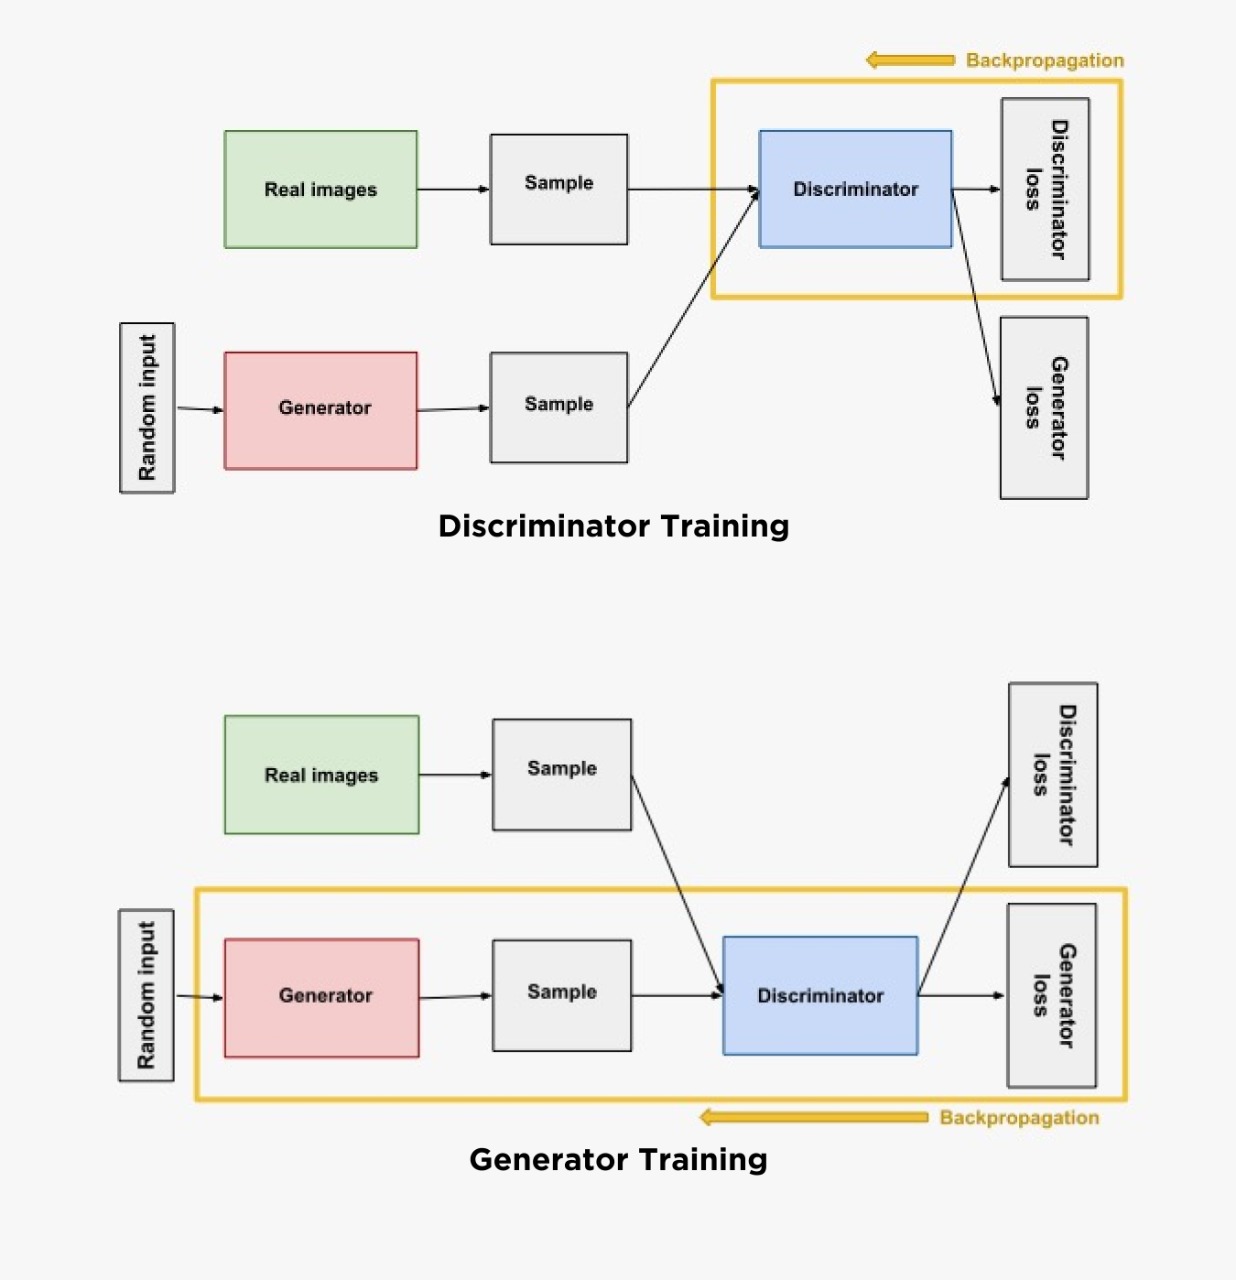 Backpropagation
Real images
Sample
Discriminator
Discriminator
loss
Random input
Generator
Sample
Generator
loss
Discriminator Training
Real images
Sample
Discriminator
loss
Random input
Generator
Sample
Discriminator
Generator
loss
Backpropagation
Generator Training